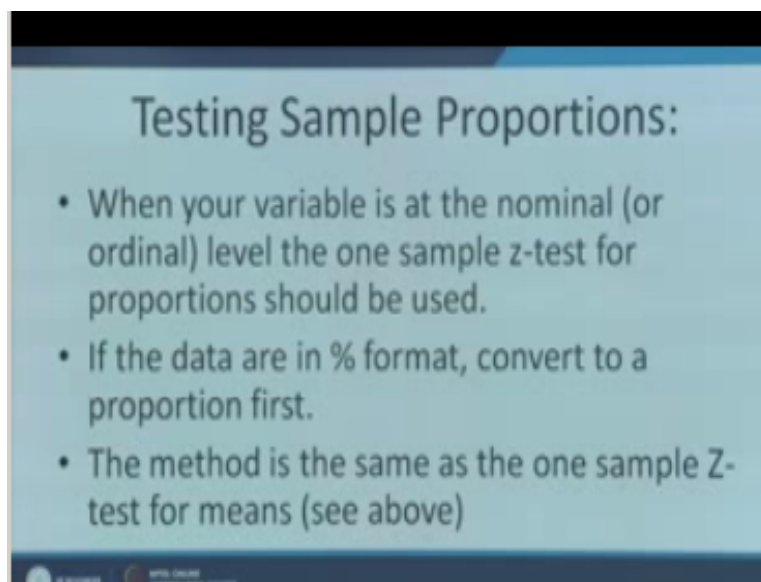 Testing Sample Proportions:
• When your variable is at the nominal (or
ordinal) level the one sample z-test for
proportions should be used.
• If the data are in % format, convert to a
proportion first.
• The method is the same as the one sample Z-
test for means (see above)